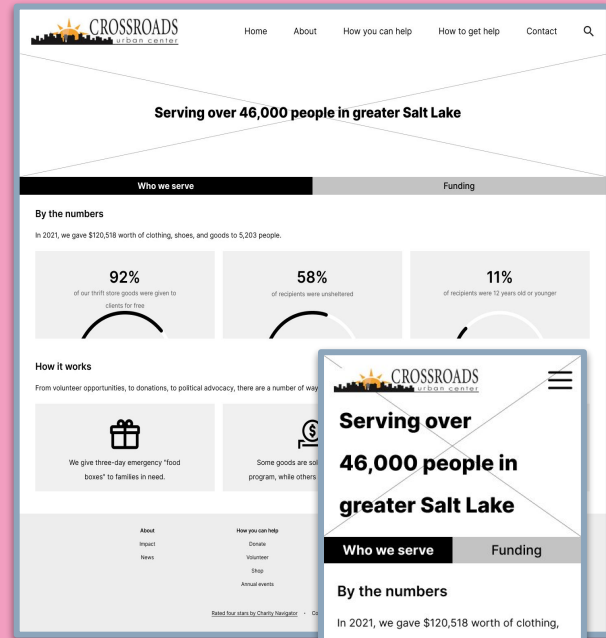 CROSSROADS
urban center
Home About How you can help How to get help Contact
Serving over 46,000 people in greater Salt Lake
Who we serve Funding
By the numbers
In 2021, we gave $120,518 worth of clothing, shoes, and goods to 5,203 people.
92%
of our thrift store goods were given to
clients for free
58%
of recipients were unsheltered
11%
of recipients were 12 years old or younger
How it works
From volunteer opportunities, to donations, to political advocacy, there are a number of way
We give three-day emergency "food
boxes" to families in need.
$
Some goods are sol
program, while others
About
Impact
News
How you can help
Donate
Volunteer
Shop
Annual events
Rated four stars by Charity Navigator · Co
CROSSROADS
urban center
Serving over
46,000 people in
greater Salt Lake
Who we serve Funding
By the numbers
In 2021, we gave $120,518 worth of clothing,